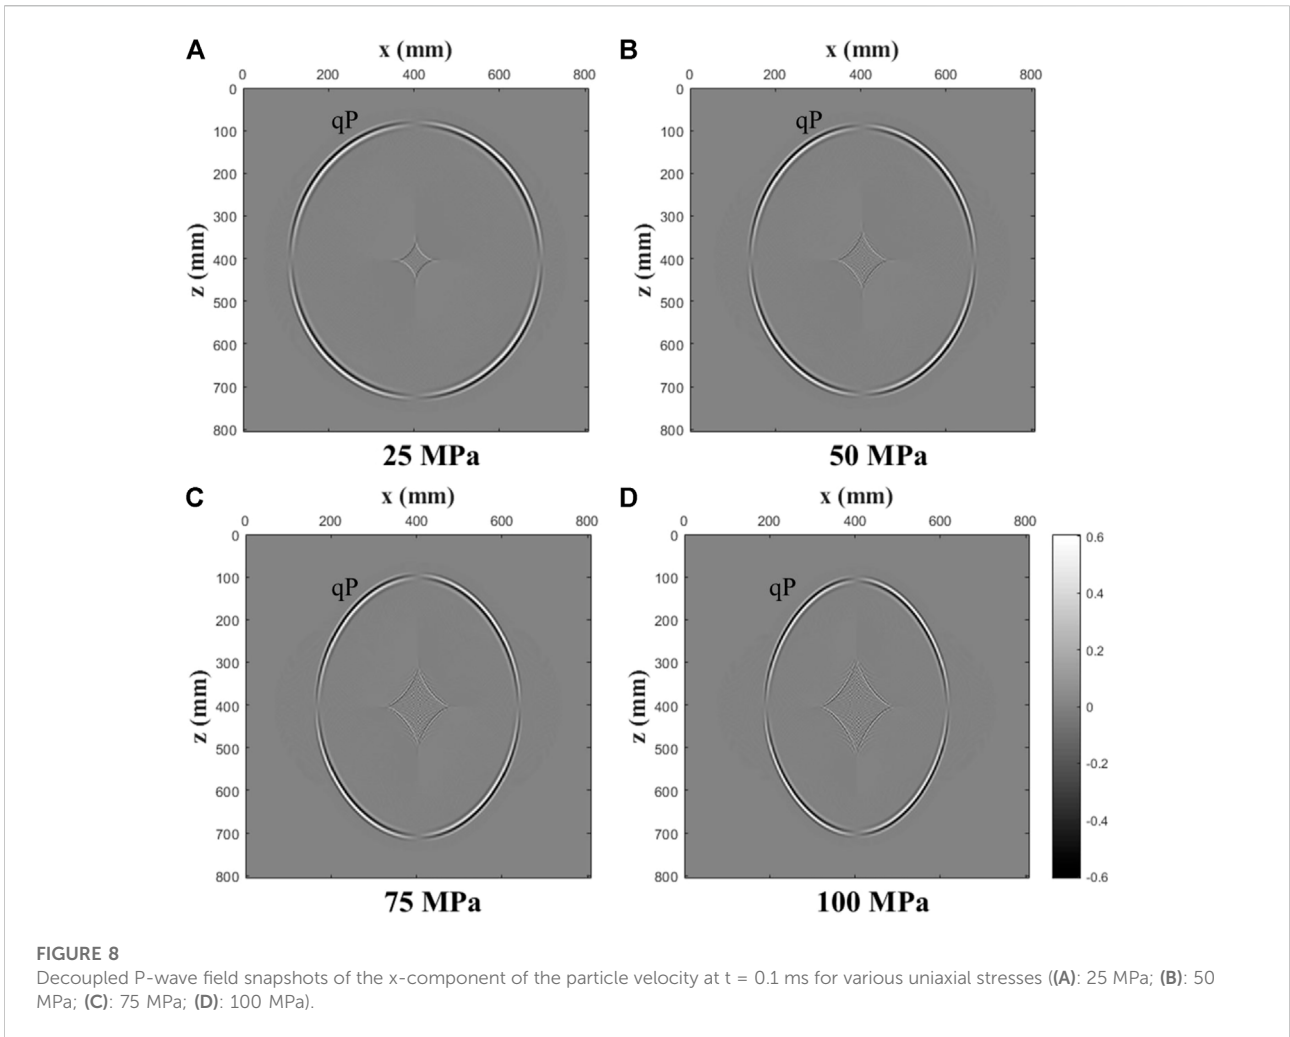 A
x (mm)
0 200 400 600 800
0
100
200
300
400
500
600
700
800
z (mm)
qP
25 MPa
B
x (mm)
0 200 400 600 800
0
100
200
300
400
500
600
700
800
z (mm)
qP
50 MPa
C
x (mm)
0 200 400 600 800
0
100
200
300
400
500
600
700
800
z (mm)
qP
75 MPa
D
x (mm)
0 200 400 600 800
0
100
200
300
400
500
600
700
800
z (mm)
qP
100 MPa
0.6
0.4
0.2
0
-0.2
-0.4
-0.6
FIGURE 8
Decoupled P-wave field snapshots of the x-component of the particle velocity at t = 0.1 ms for various uniaxial stresses ((A): 25 MPa; (B): 50
MPa; (C): 75 MPa; (D): 100 MPa).